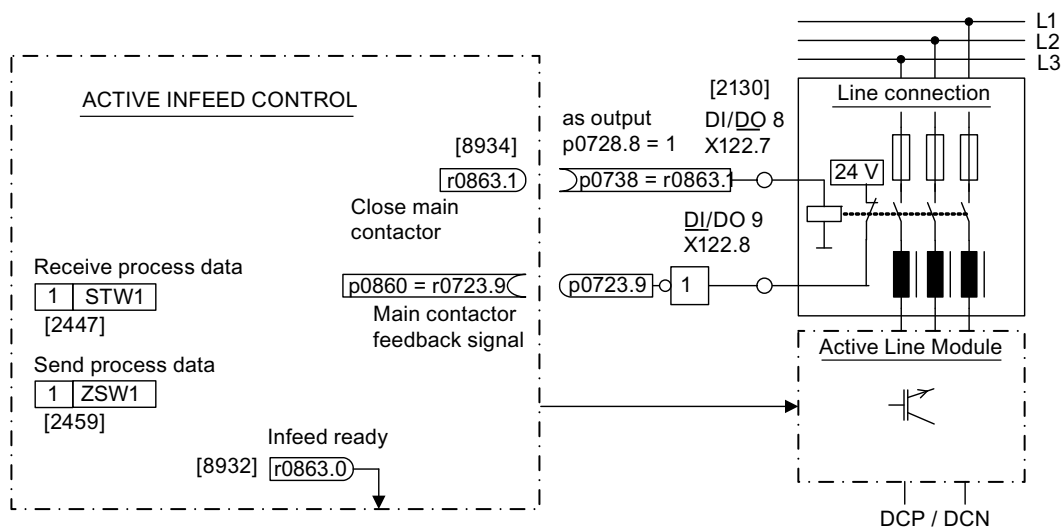 L1
L2
L3
ACTIVE INFEED CONTROL
[2130]
Line connection
as output
p0728.8 = 1
DI/DO 8
X122.7
[8934]
r0863.1
p0738 = r0863.1
24 V
Close main
contactor
DI/DO 9
X122.8
Receive process data
1 STW1
[2447]
p0860 = r0723.9
p0723.9
1
Main contactor
feedback signal
Send process data
1 ZSW1
[2459]
Active Line Module
Infeed ready
[8932] r0863.0
DCP / DCN